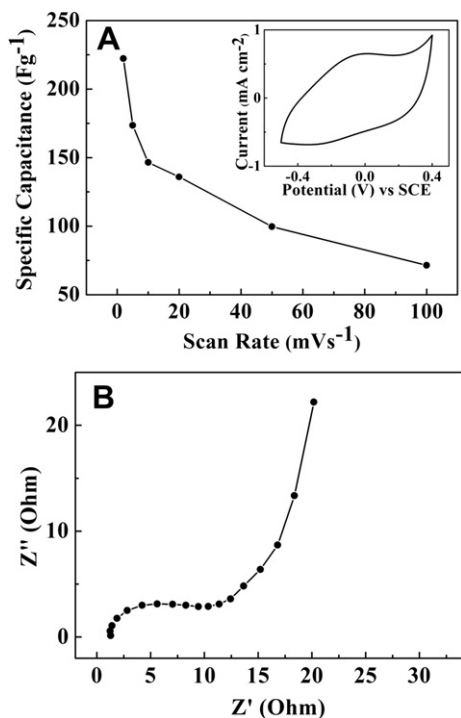 A
250
200
150
100
50
Specific Capacitance (Fg⁻¹)
0 20 40 60 80 100
Scan Rate (mVs⁻¹)
1
0
-1
Current (mA cm⁻²)
-0.4 0.0 0.4
Potential (V) vs SCE
B
20
10
0
Z'' (Ohm)
0 5 10 15 20 25 30
Z' (Ohm)